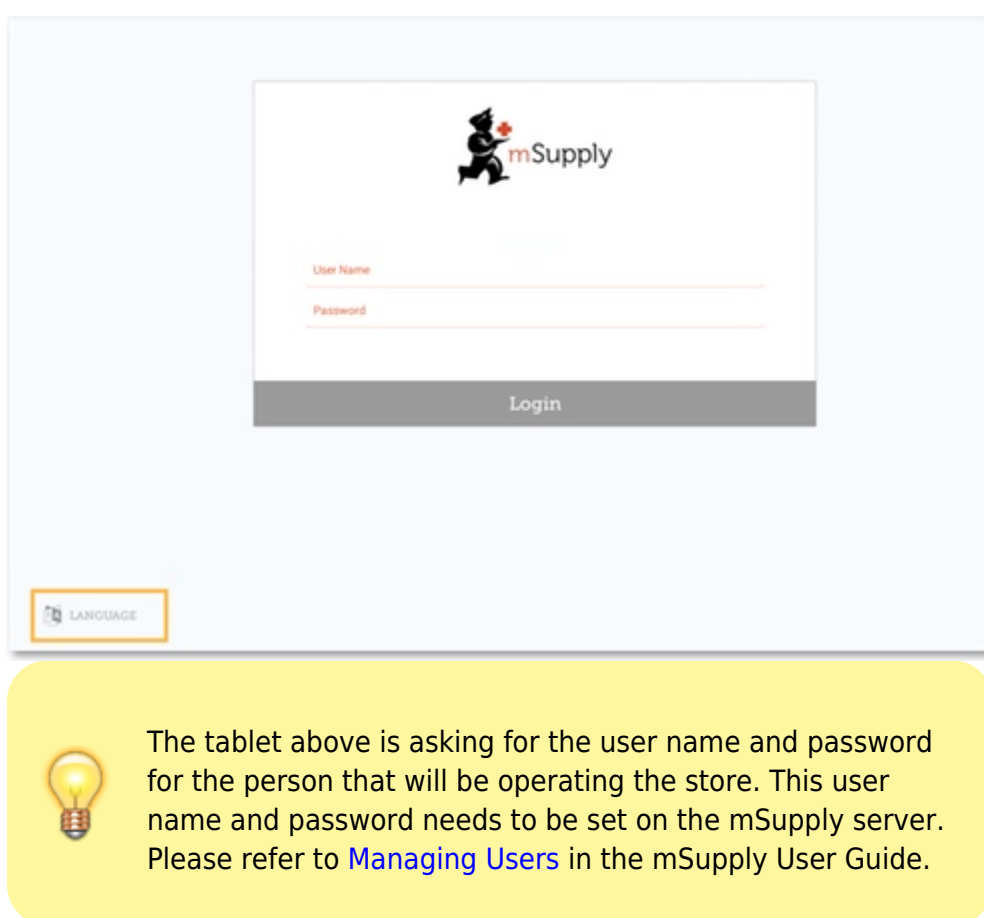 mSupply
User Name
Password
Login
LANGUAGE
The tablet above is asking for the user name and password
for the person that will be operating the store. This user
name and password needs to be set on the mSupply server.
Please refer to Managing Users in the mSupply User Guide.